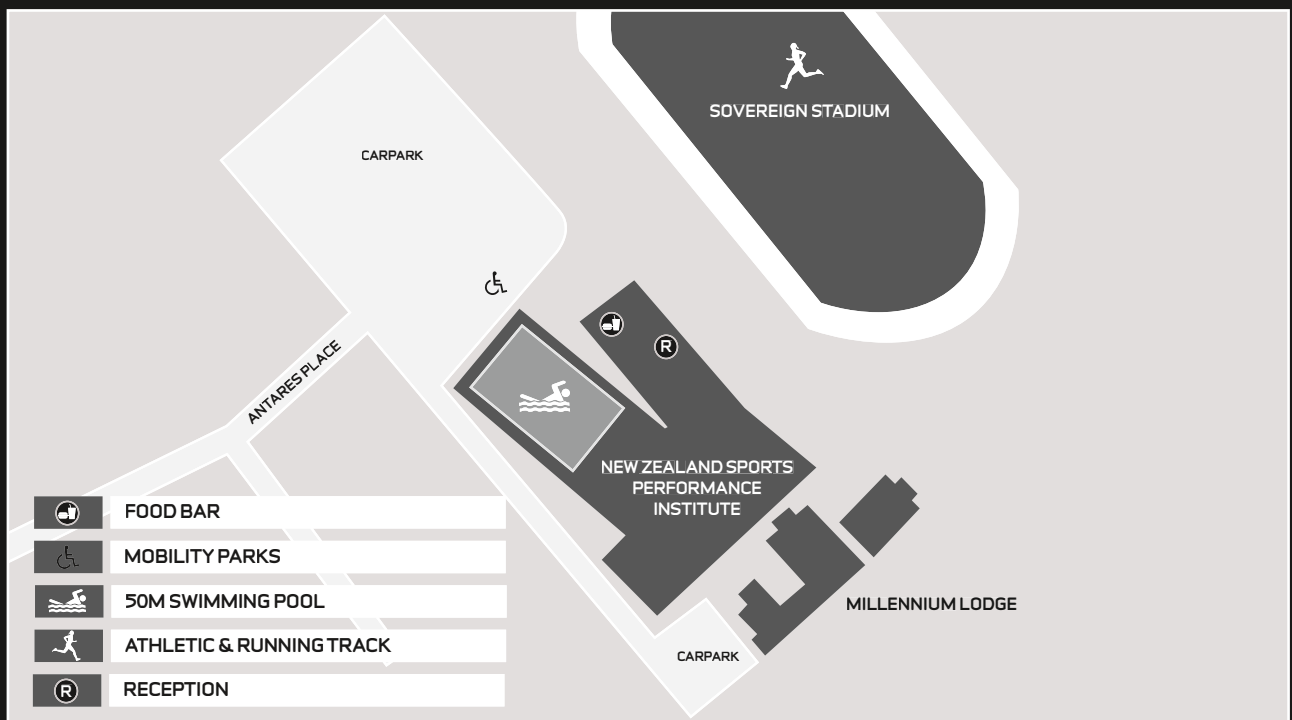 SOVEREIGN STADIUM
CARPARK
ANTARES PLACE
R
NEW ZEALAND SPORTS
PERFORMANCE
INSTITUTE
MILLENNIUM LODGE
CARPARK
FOOD BAR
MOBILITY PARKS
50M SWIMMING POOL
ATHLETIC & RUNNING TRACK
R RECEPTION